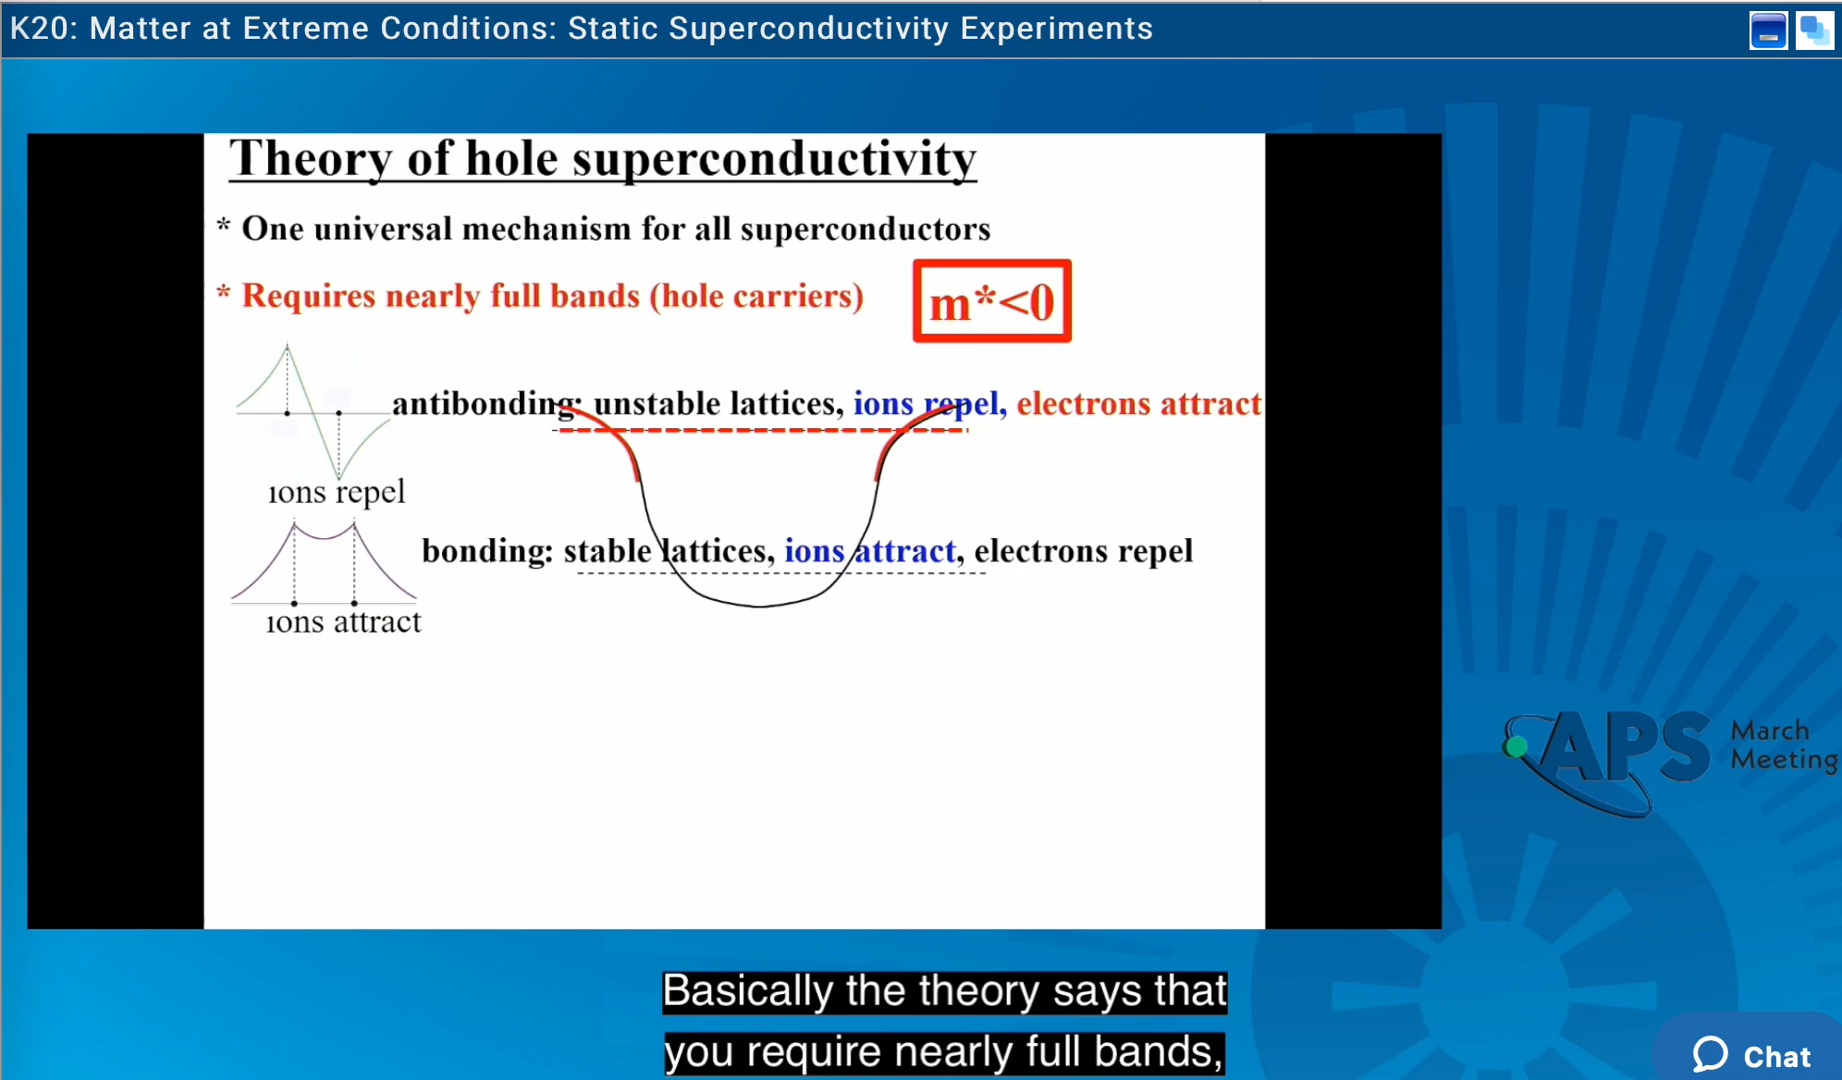 K20: Matter at Extreme Conditions: Static Superconductivity Experiments
Theory of hole superconductivity
* One universal mechanism for all superconductors
* Requires nearly full bands (hole carriers)
m*<0
antibonding: unstable lattices, ions repel, electrons attract
ions repel
bonding: stable lattices, ions attract, electrons repel
ions attract
APS March
Meeting
Basically the theory says that
you require nearly full bands,
Chat